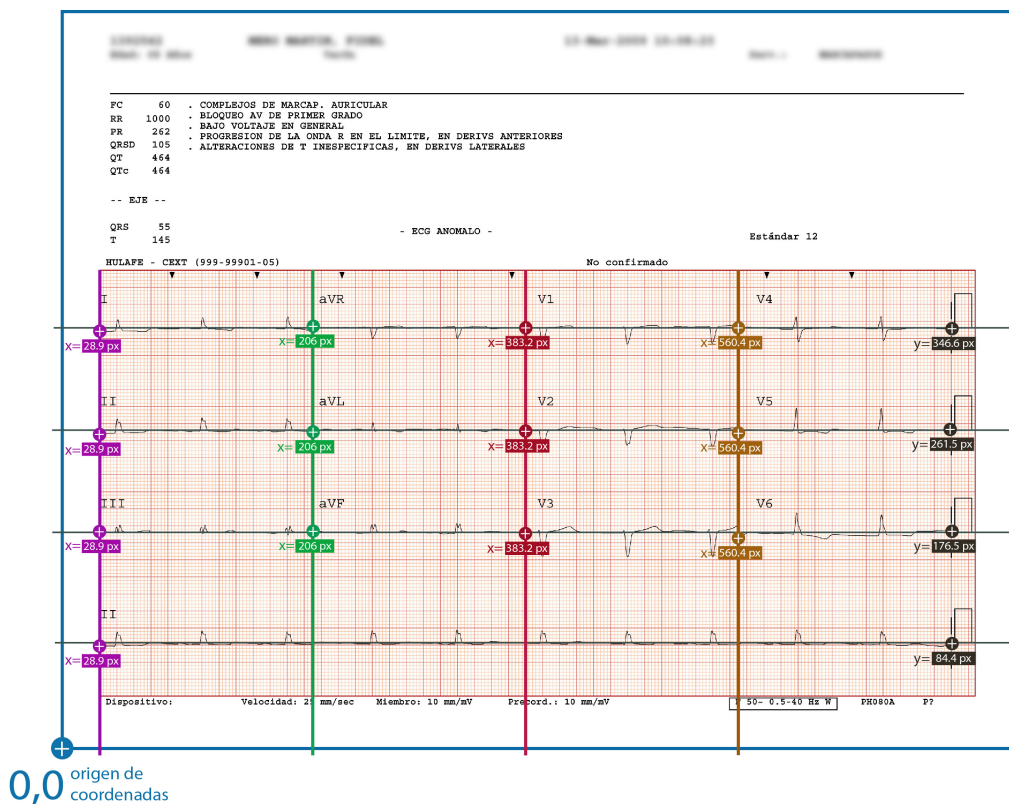 FC 60 . COMPLEJOS DE MARCAP. AURICULAR
RR 1000 . BLOQUEO AV DE PRIMER GRADO
PR 262 . BAJO VOLTAJE EN GENERAL
QRSD 105 . PROGRESION DE LA ONDA R EN EL LIMITE, EN DERIVS ANTERIORES
QT 464 . ALTERACIONES DE T INESPECIFICAS, EN DERIVS LATERALES
QTc 464
-- EJE --
QRS 55
T 145
- ECG ANOMALO -
Estándar 12
HULAFE - CEXT (999-99901-05) No confirmado
I aVR V1 V4
x= 28.9 px x= 206 px x= 383.2 px x= 560.4 px y= 346.6 px
II aVL V2 V5
x= 28.9 px x= 206 px x= 383.2 px x= 560.4 px y= 261.5 px
III aVF V3 V6
x= 28.9 px x= 206 px x= 383.2 px x= 560.4 px y= 176.5 px
II
x= 28.9 px y= 84.4 px
Dispositivo: Velocidad: 25 mm/sec Miembro: 10 mm/mV Precord.: 10 mm/mV 50~ 0.5-40 Hz W PH080A P?
0,0 origen de
coordenadas